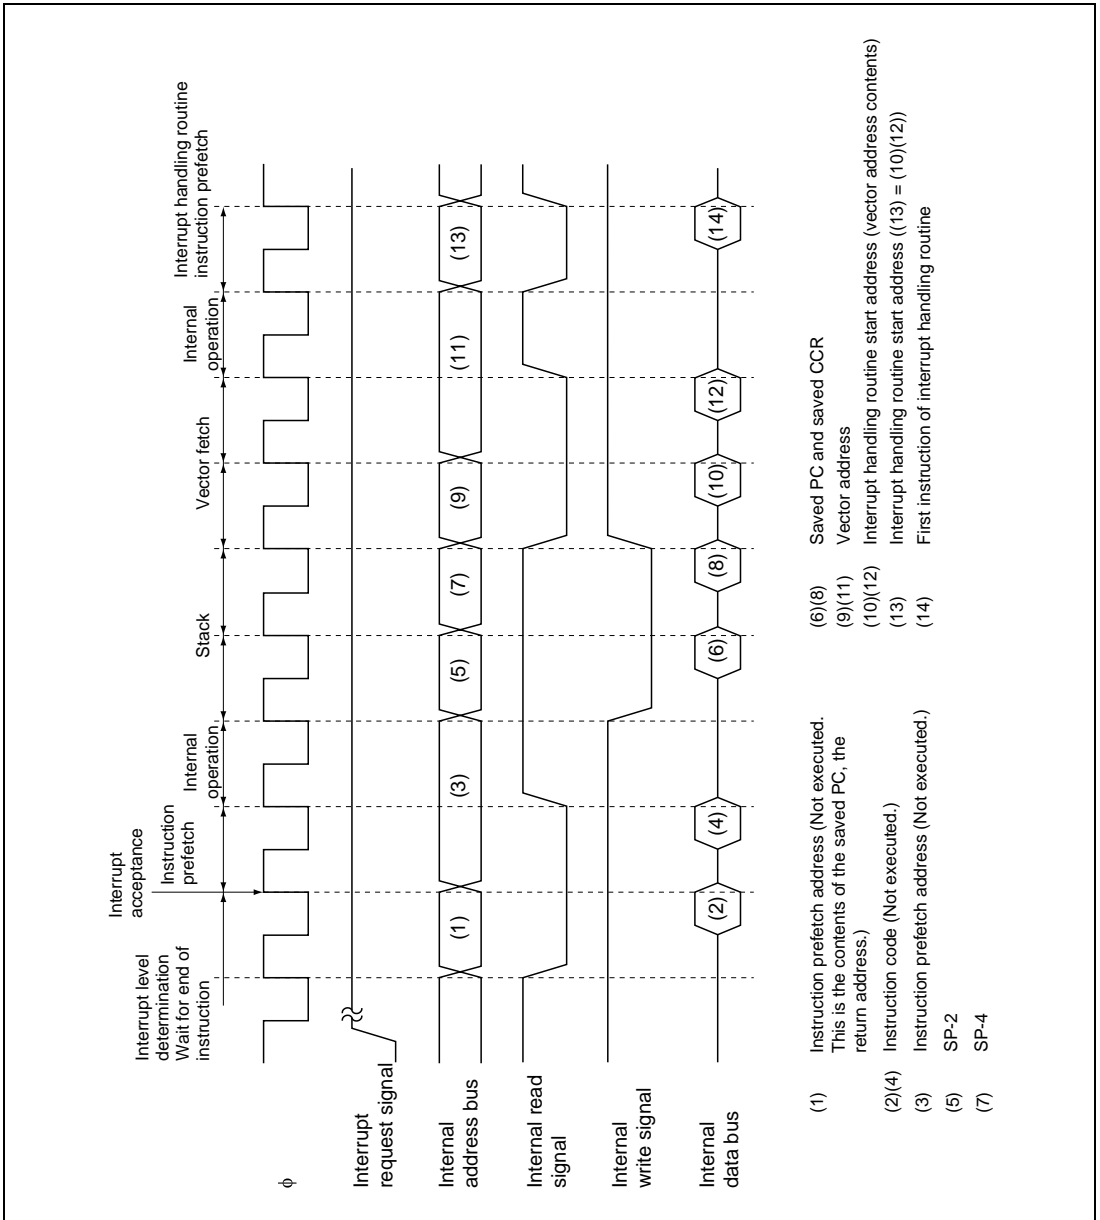 Interrupt level
determination
Wait for end of
instruction
Interrupt
acceptance
Instruction
prefetch
Internal
operation
Stack
Vector fetch
Internal
operation
Interrupt handling routine
instruction prefetch
φ
Interrupt
request signal
Internal
address bus
(1)
(3)
(5)
(7)
(9)
(11)
(13)
Internal read
signal
Internal
write signal
Internal
data bus
(2)
(4)
(6)
(8)
(10)
(12)
(14)
(1) Instruction prefetch address (Not executed.
This is the contents of the saved PC, the
return address.)
(2)(4) Instruction code (Not executed.)
(3) Instruction prefetch address (Not executed.)
(5) SP-2
(7) SP-4
(6)(8) Saved PC and saved CCR
(9)(11) Vector address
(10)(12) Interrupt handling routine start address (vector address contents)
(13) Interrupt handling routine start address ((13) = (10)(12))
(14) First instruction of interrupt handling routine